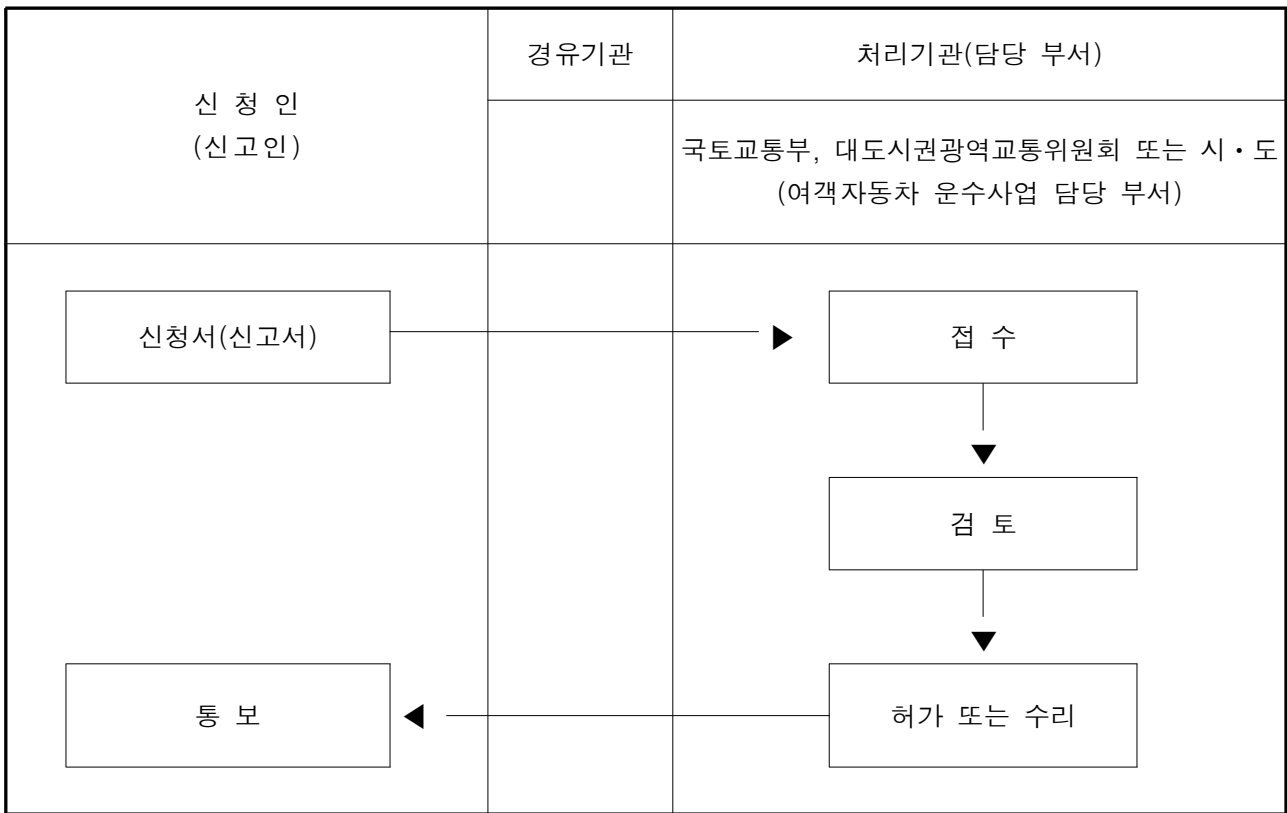 신 청 인
(신고인)
경유기관
처리기관(담당 부서)
국토교통부, 대도시권광역교통위원회 또는 시・도
(여객자동차 운수사업 담당 부서)
신청서(신고서)
접 수
검 토
허가 또는 수리
통 보